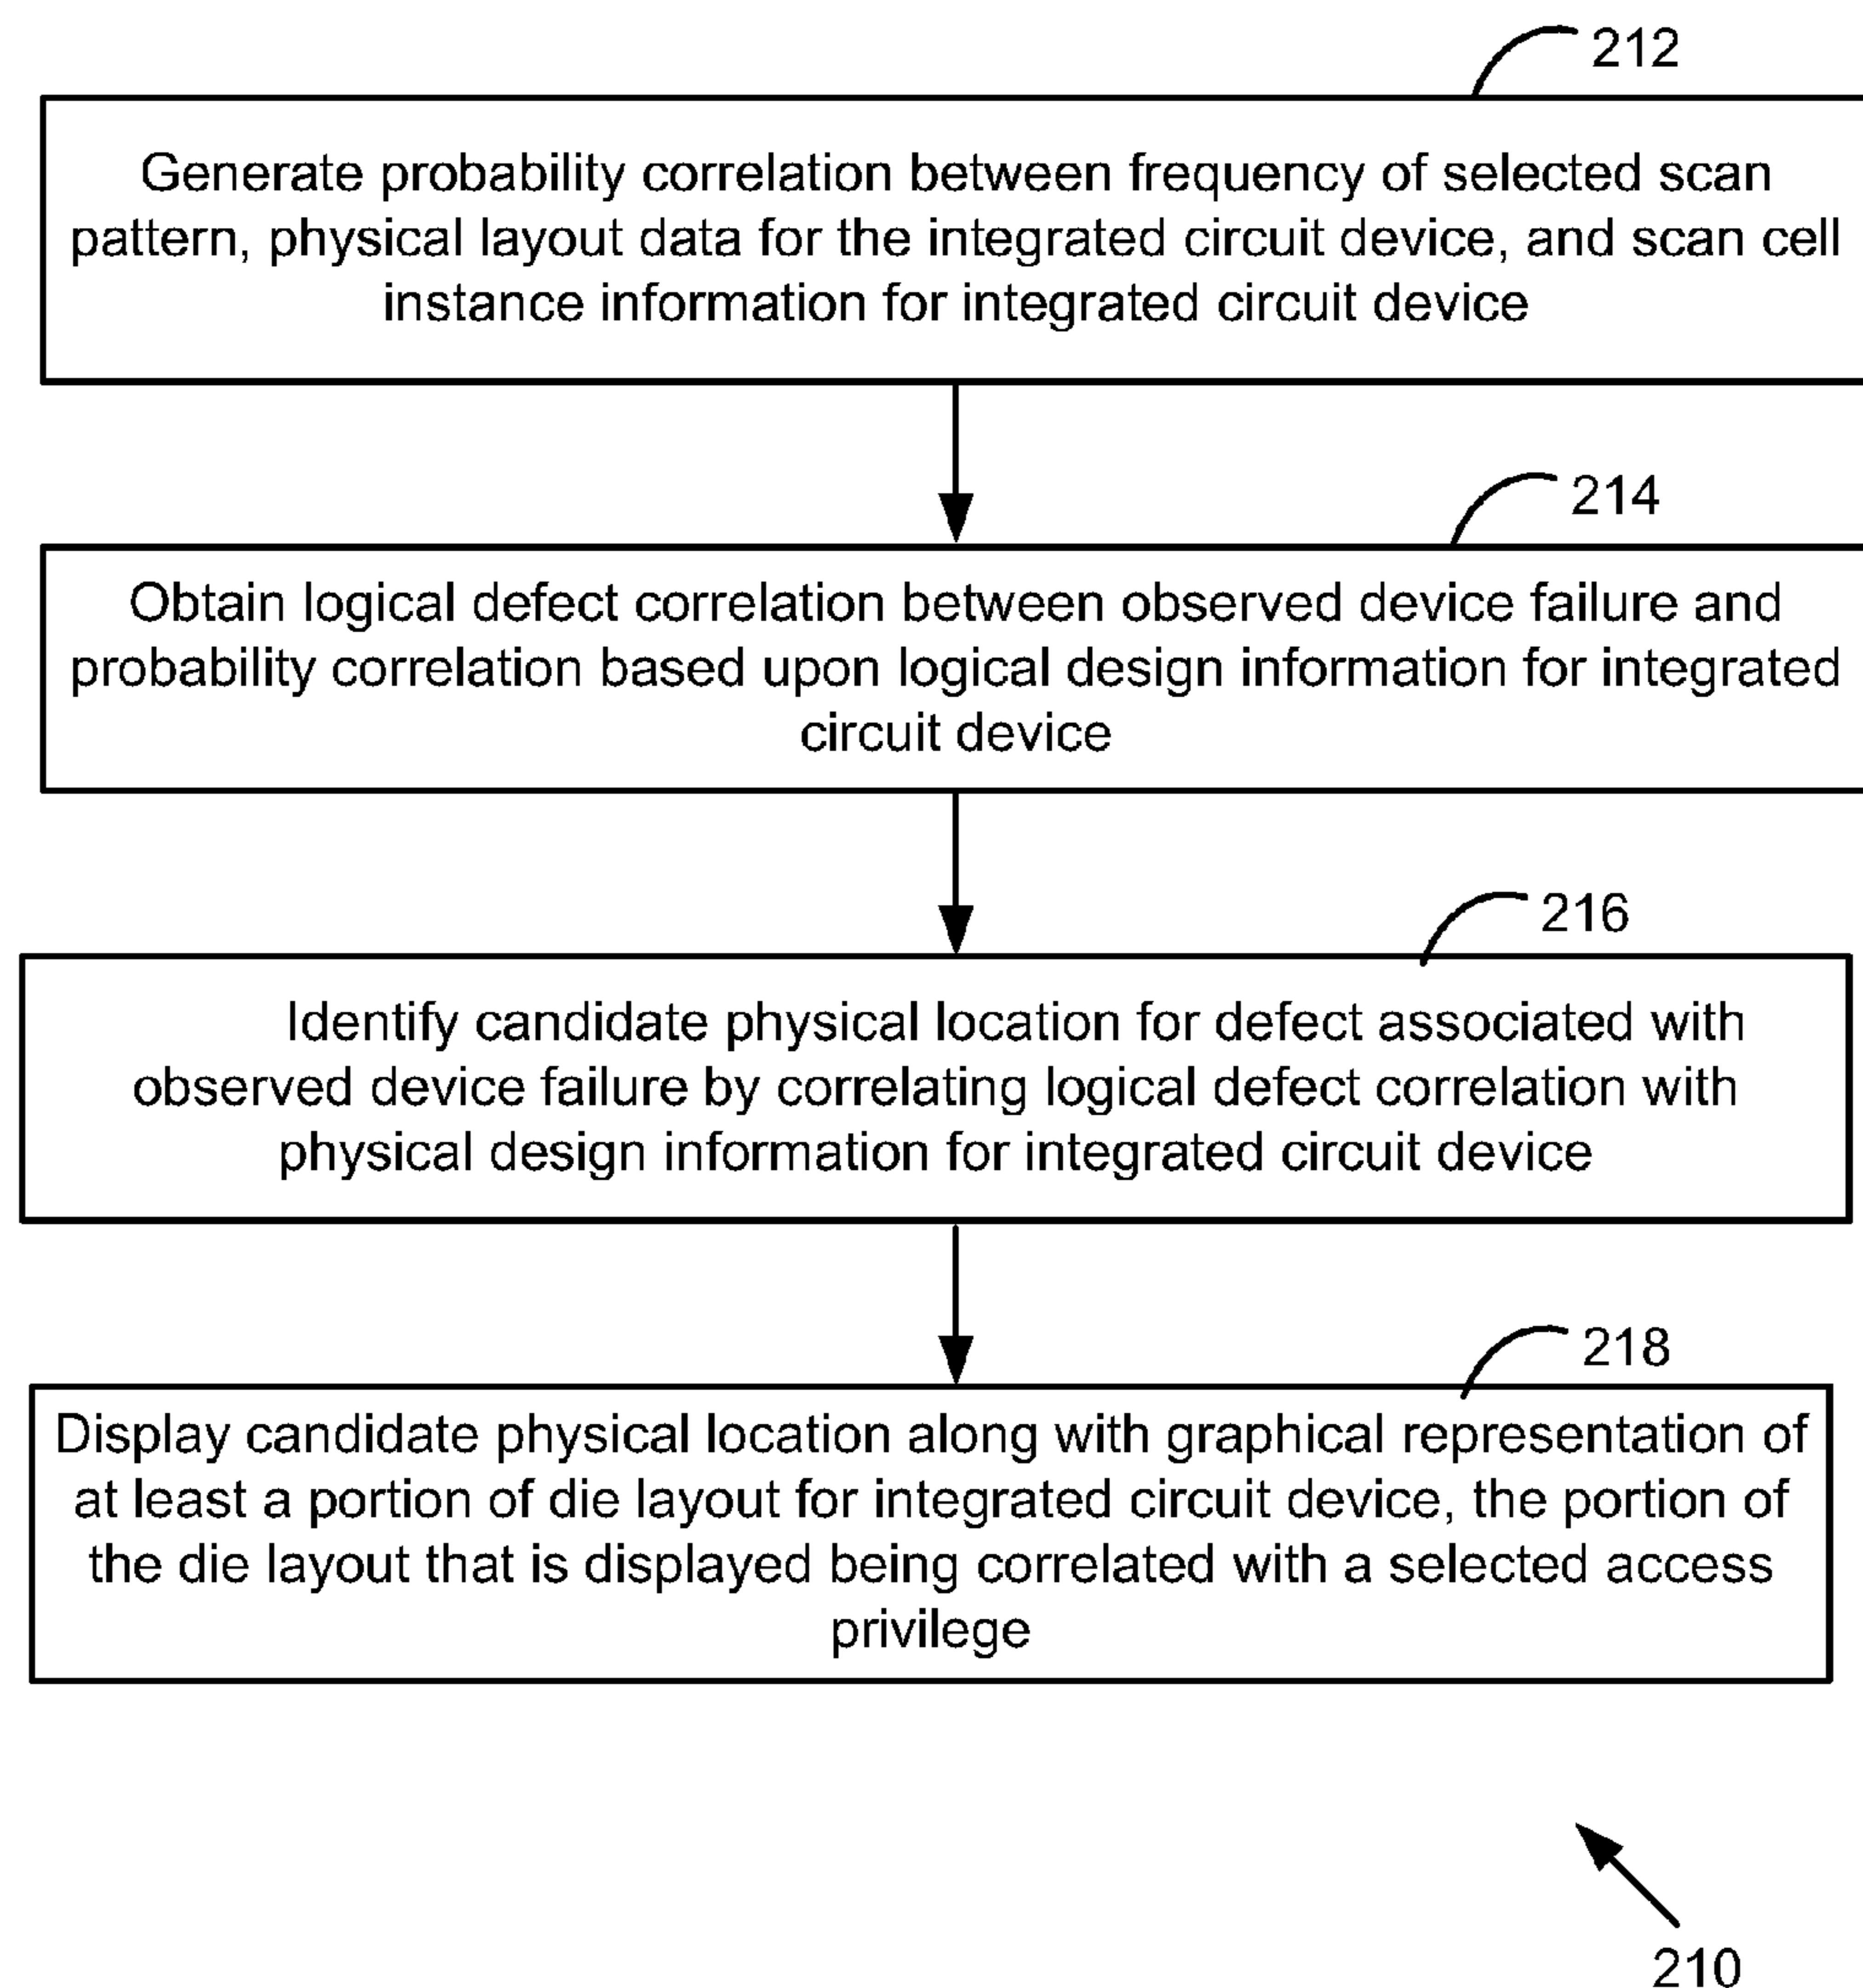 212
Generate probability correlation between frequency of selected scan
pattern, physical layout data for the integrated circuit device, and scan cell
instance information for integrated circuit device
214
Obtain logical defect correlation between observed device failure and
probability correlation based upon logical design information for integrated
circuit device
216
Identify candidate physical location for defect associated with
observed device failure by correlating logical defect correlation with
physical design information for integrated circuit device
218
Display candidate physical location along with graphical representation of
at least a portion of die layout for integrated circuit device, the portion of
the die layout that is displayed being correlated with a selected access
privilege
210